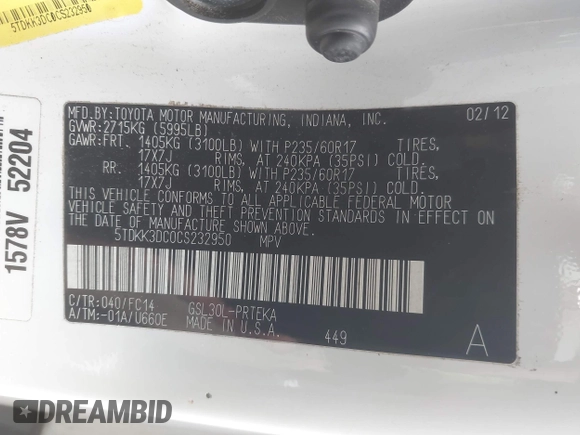 5TDKK3DC0CS232950
MFD.BY:TOYOTA MOTOR MANUFACTURING, INDIANA, INC. 02/12
GVWR:2715KG (5995LB)
GAWR:FRT. 1405KG (3100LB) WITH P235/60R17 TIRES,
17X7J RIMS, AT 240KPA (35PSI) COLD.
RR. 1405KG (3100LB) WITH P235/60R17 TIRES,
17X7J RIMS, AT 240KPA (35PSI) COLD.
THIS VEHICLE CONFORMS TO ALL APPLICABLE FEDERAL MOTOR
VEHICLE SAFETY AND THEFT PREVENTION STANDARDS IN EFFECT ON
THE DATE OF MANUFACTURE SHOWN ABOVE.
5TDKK3DC0CS232950 MPV
C/TR:040/FC14 GSL30L-PRTEKA
A/TM:-01A/U660E MADE IN U.S.A.
449 A
1578V 52204
DREAMBID